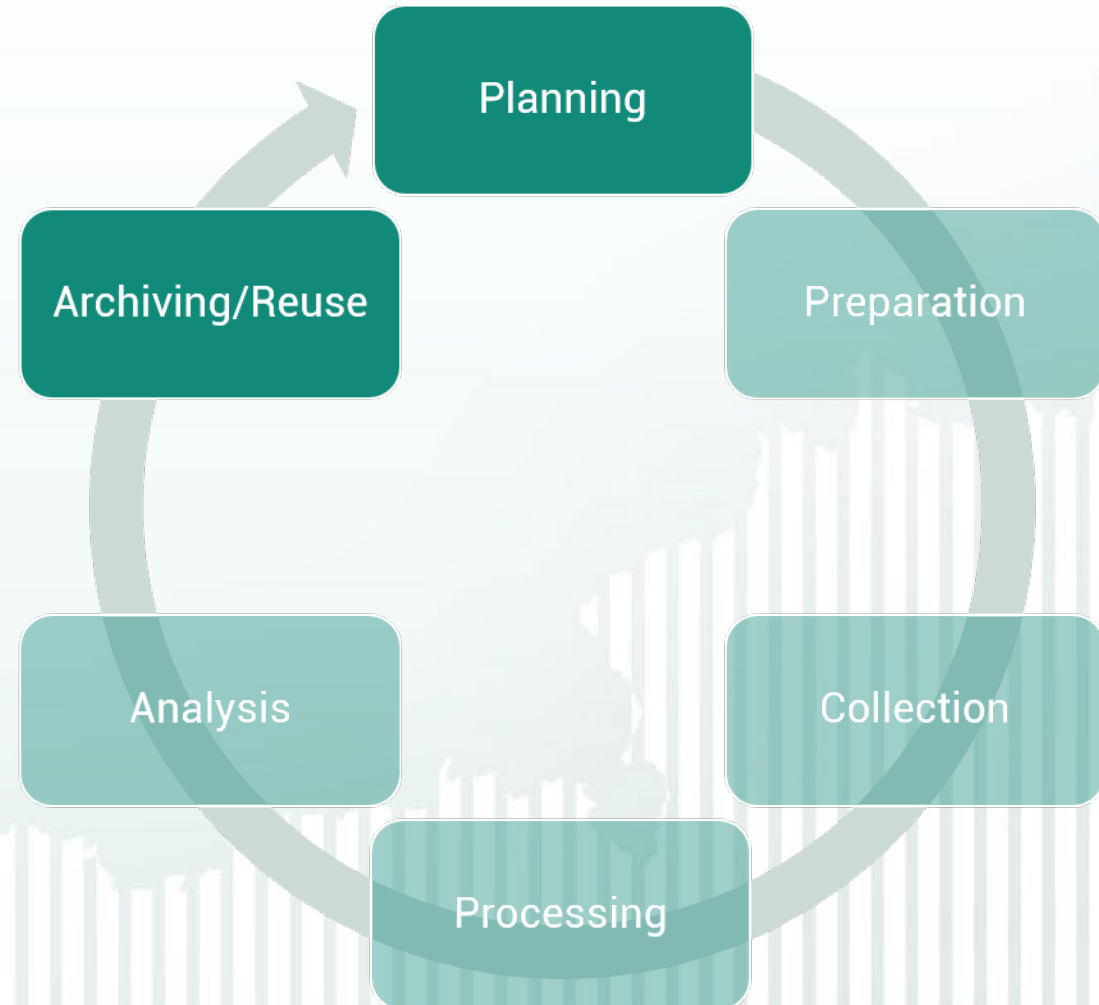 Planning
Preparation
Collection
Processing
Analysis
Archiving/Reuse